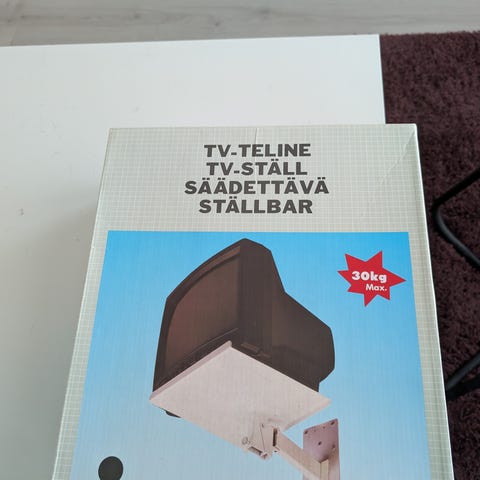 TV-TELINE
TV-STÄLL
SÄÄDETTÄVÄ
STÄLLBAR
30kg
Max.